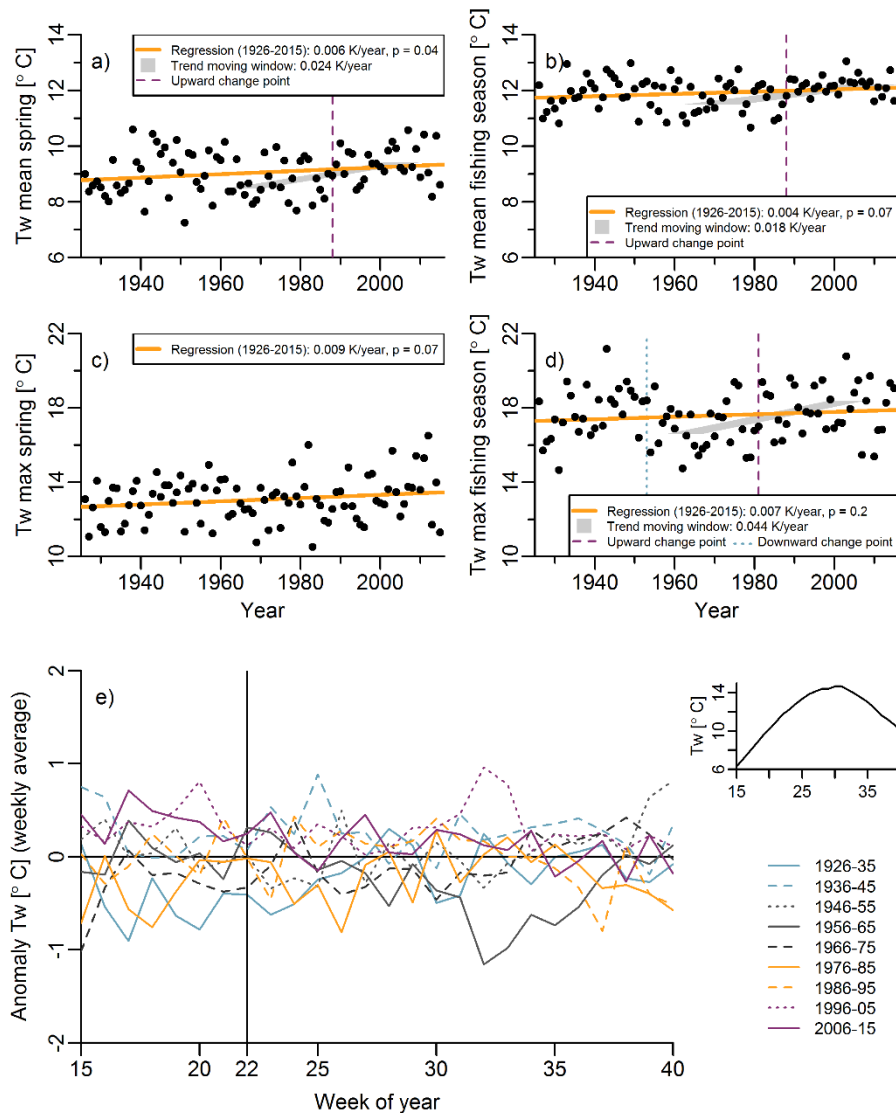 a)
Regression (1926-2015): 0.006 K/year, p = 0.04
Trend moving window: 0.024 K/year
Upward change point
Tw mean spring [° C]
14
12
10
8
6
1940
1960
1980
2000
b)
Tw mean fishing season [° C]
14
12
10
8
6
Regression (1926-2015): 0.004 K/year, p = 0.07
Trend moving window: 0.018 K/year
Upward change point
1940
1960
1980
2000
c)
Regression (1926-2015): 0.009 K/year, p = 0.07
Tw max spring [° C]
22
18
14
10
1940
1960
1980
2000
Year
d)
Tw max fishing season [° C]
22
18
14
10
Regression (1926-2015): 0.007 K/year, p = 0.2
Trend moving window: 0.044 K/year
Upward change point Downward change point
1940
1960
1980
2000
Year
e)
Anomaly Tw [° C] (weekly average)
2
1
0
-1
-2
15
20
22
25
30
35
40
Week of year
Tw [° C]
14
10
6
15
25
35
1926-35
1936-45
1946-55
1956-65
1966-75
1976-85
1986-95
1996-05
2006-15